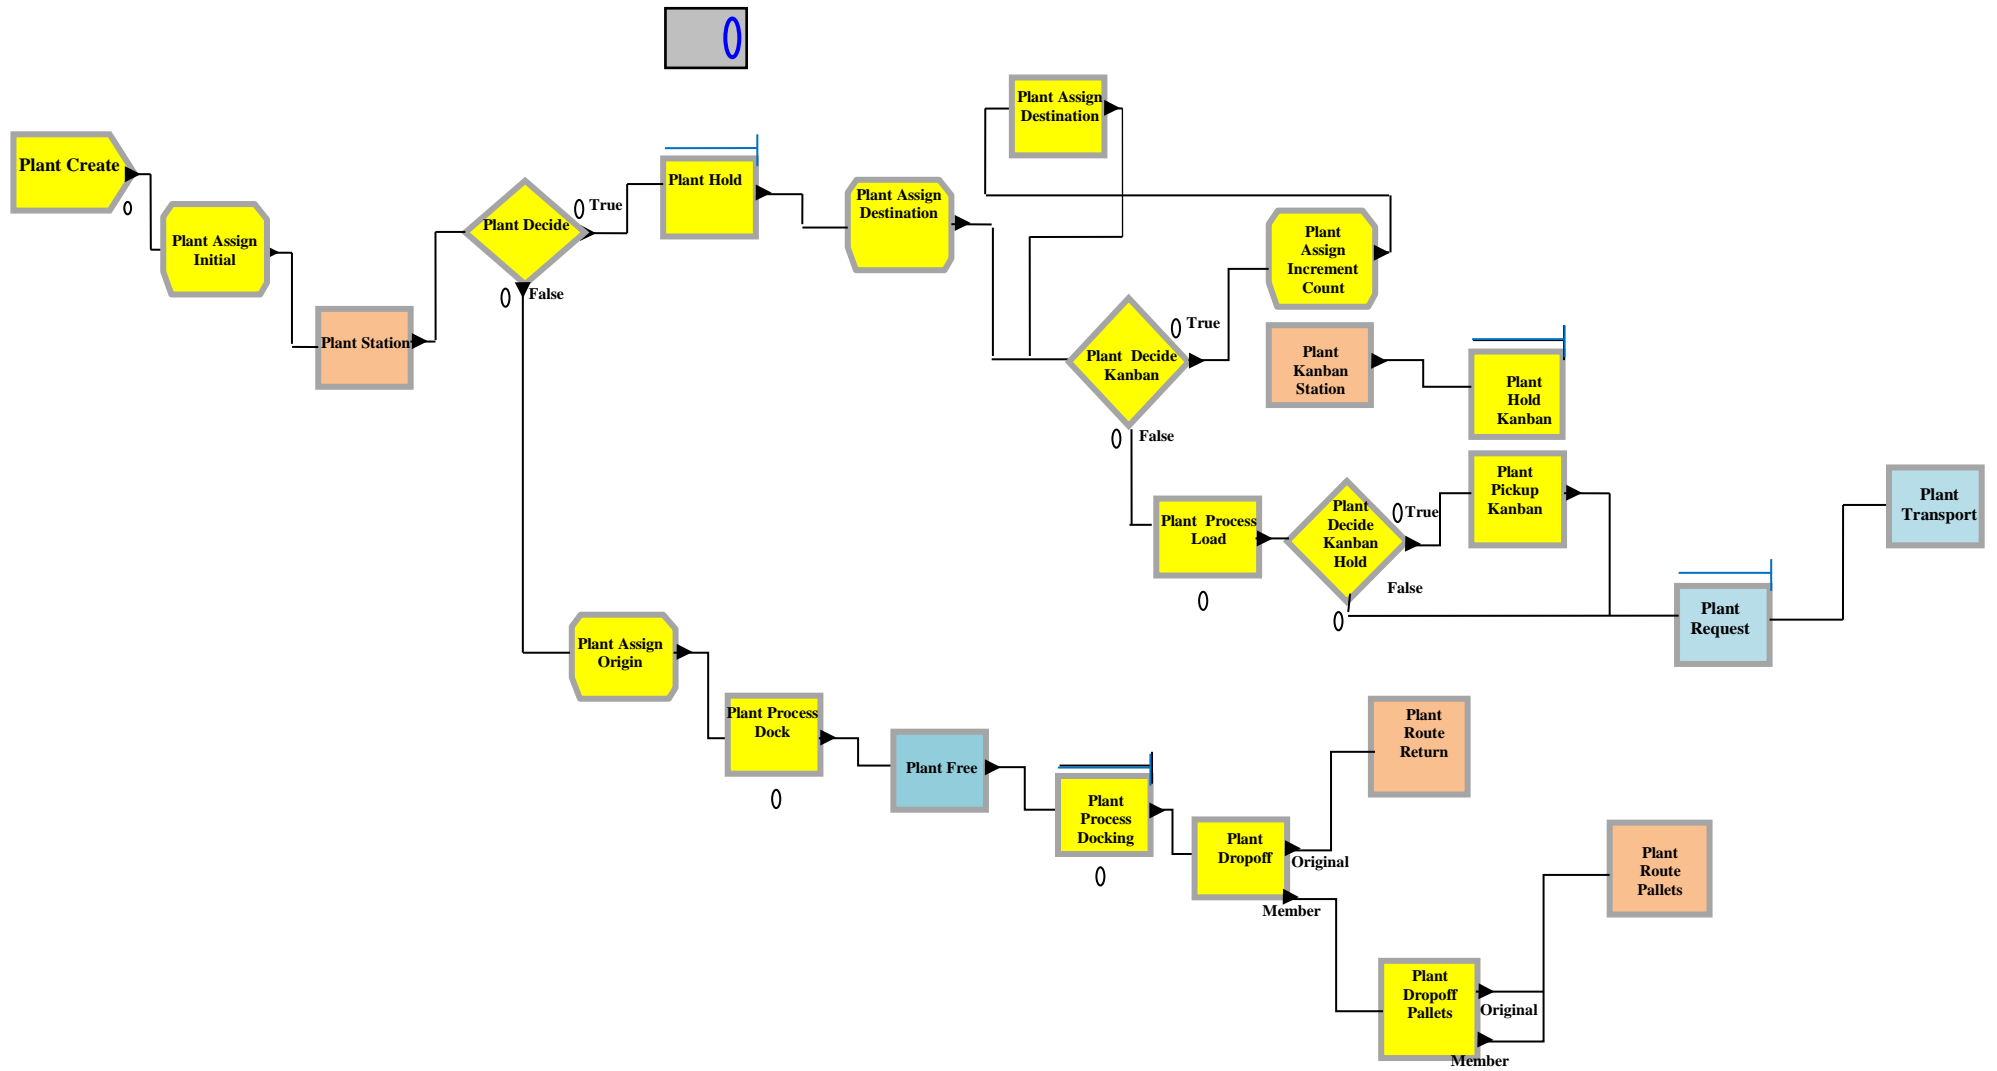 0
Plant Create
0
Plant Assign
Initial
Plant Station
Plant Decide
0 True
0 False
Plant Hold
Plant Assign
Destination
Plant Assign
Destination
Plant Decide
Kanban
0 True
0 False
Plant
Assign
Increment
Count
Plant
Kanban
Station
Plant
Hold
Kanban
Plant Process
Load
0
Plant
Decide
Kanban
Hold
0 True
False
0
Plant
Pickup
Kanban
Plant
Request
Plant
Transport
Plant Assign
Origin
Plant Process
Dock
0
Plant Free
Plant
Process
Docking
0
Plant
Dropoff
Original
Member
Plant
Route
Return
Plant
Dropoff
Pallets
Original
Member
Plant
Route
Pallets